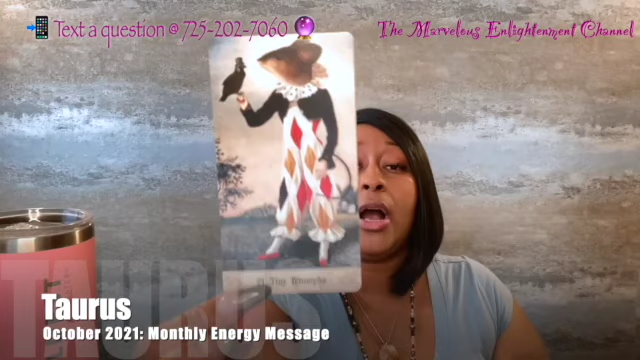 Text a question @ 725-202-7060
The Marvelous Enlightenment Channel
TAURUS
Taurus
October 2021: Monthly Energy Message